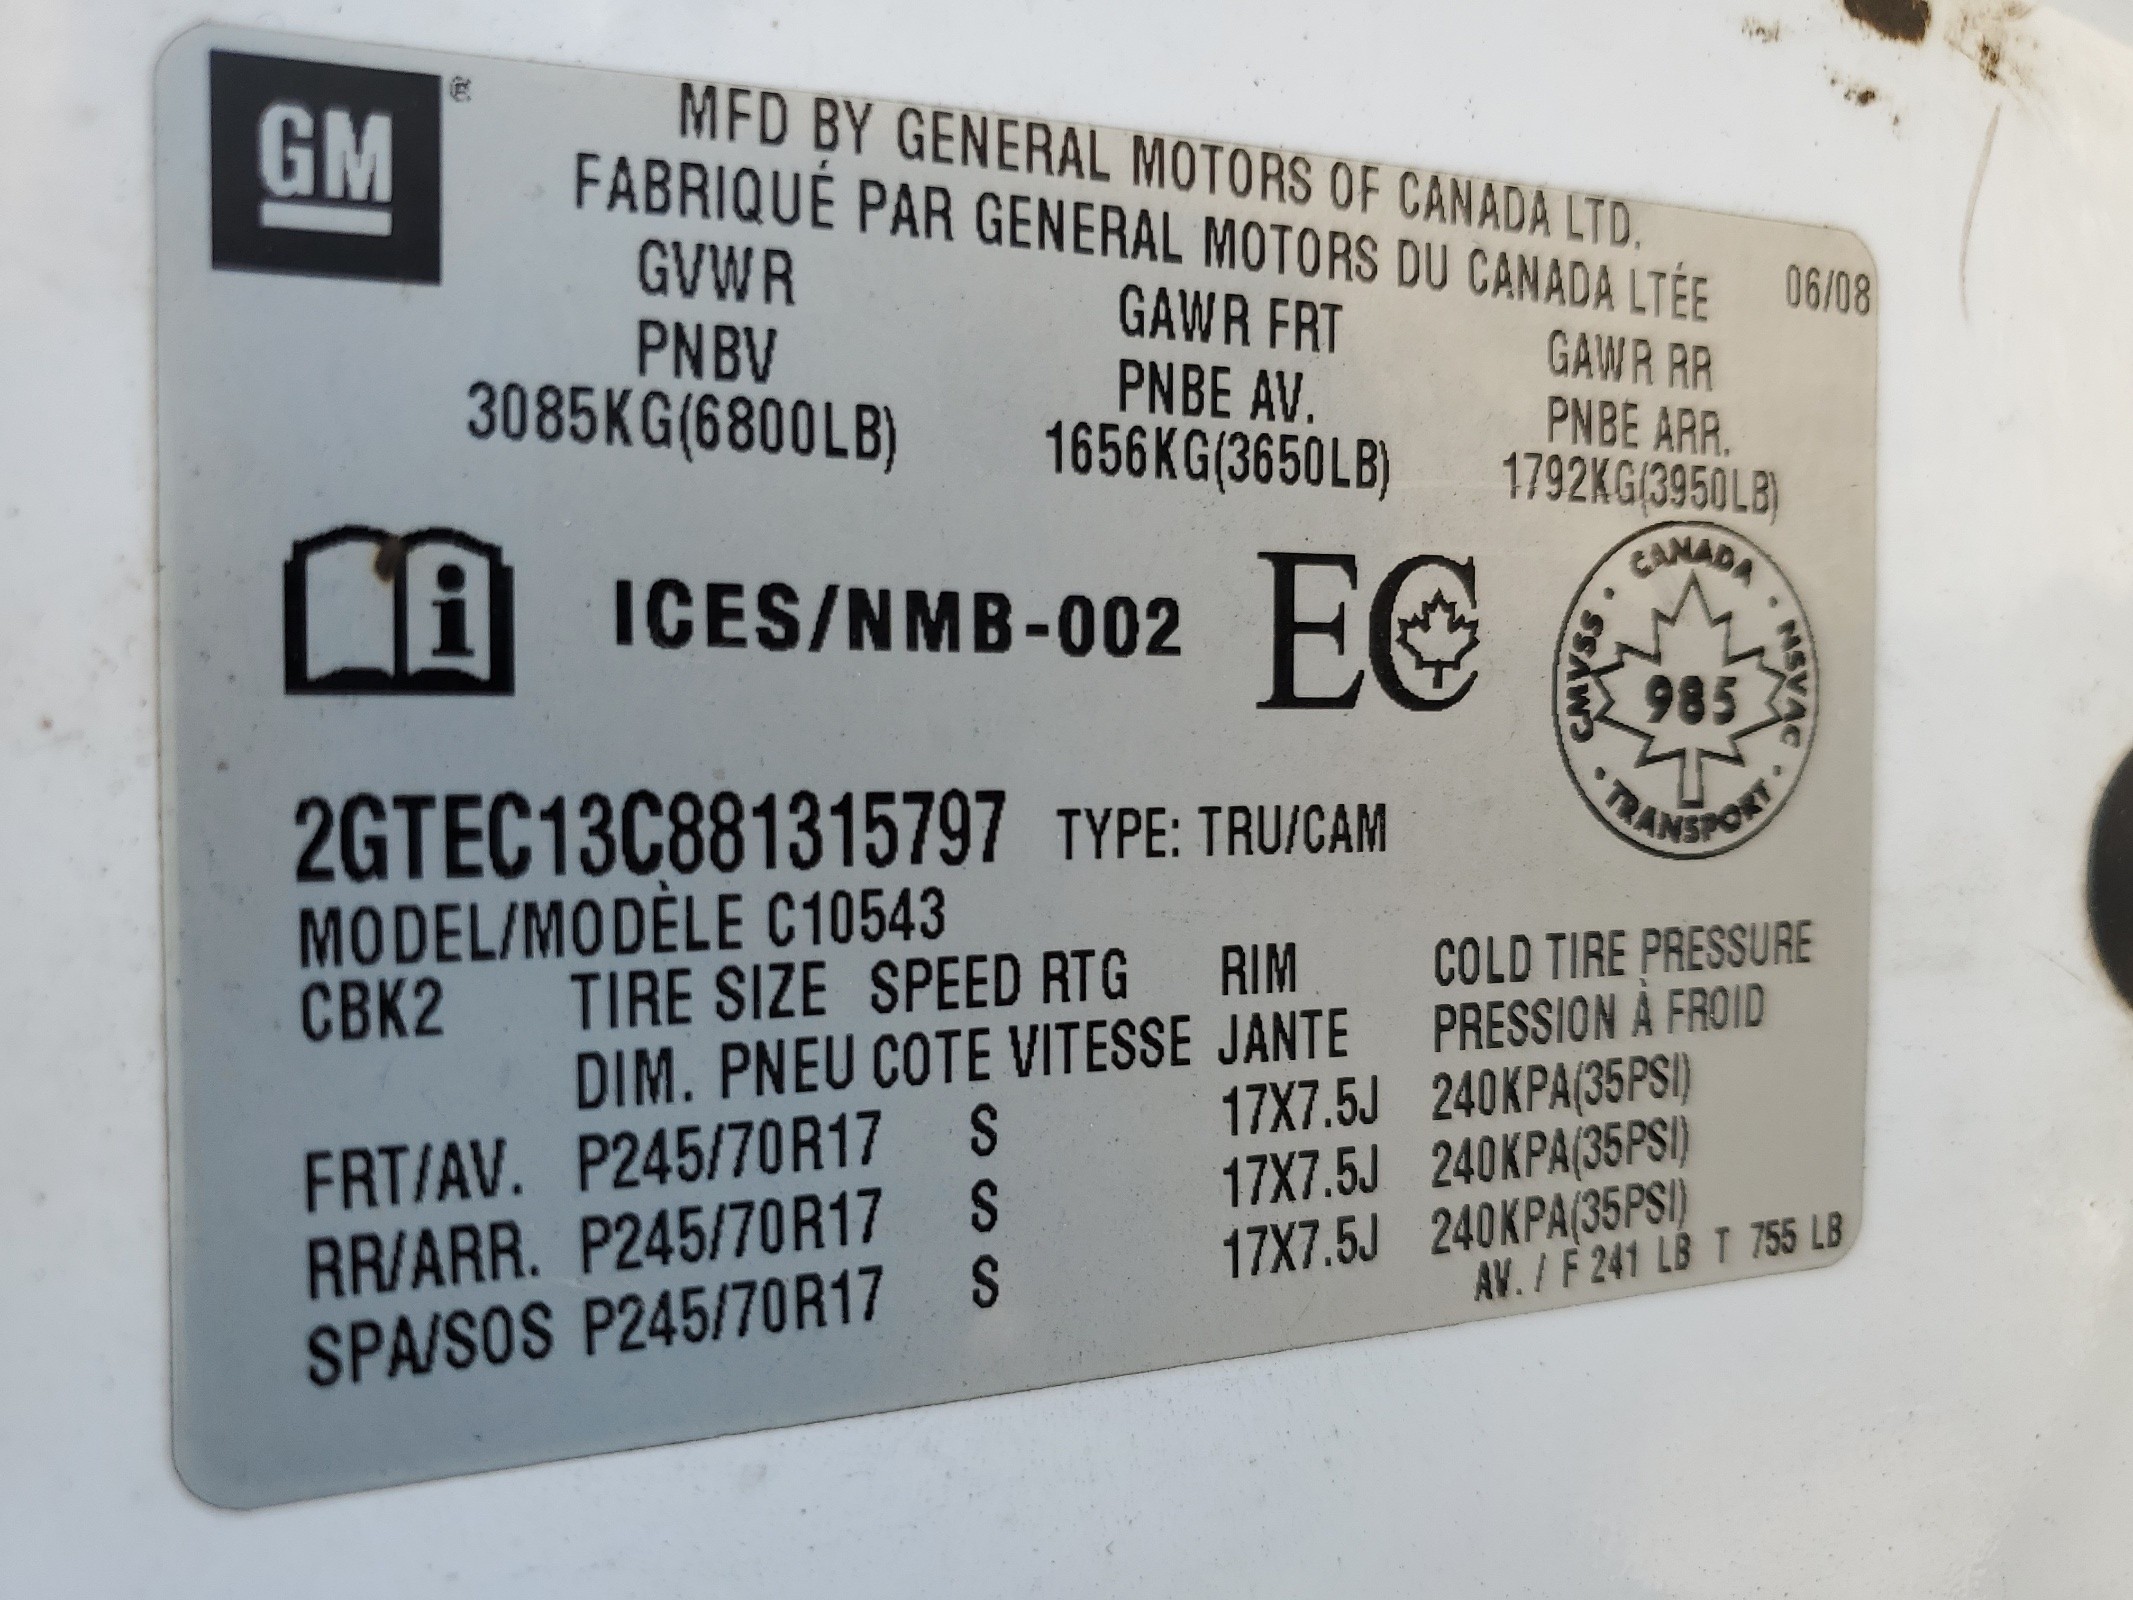 GM
MFD BY GENERAL MOTORS OF CANADA LTD.
FABRIQUÉ PAR GENERAL MOTORS DU CANADA LTÉE 06/08
GVWR GAWR FRT GAWR RR
PNBV PNBE AV. PNBE ARR.
3085KG(6800LB) 1656KG(3650LB) 1792KG(3950LB)
i ICES/NMB-002 EC
CANADA · NSVAC · TRANSPORT · CMVSS ·
985
2GTEC13C881315797 TYPE: TRU/CAM
MODEL/MODÈLE C10543
CBK2 TIRE SIZE SPEED RTG RIM COLD TIRE PRESSURE
DIM. PNEU COTE VITESSE JANTE PRESSION À FROID
FRT/AV. P245/70R17 S 17X7.5J 240KPA(35PSI)
RR/ARR. P245/70R17 S 17X7.5J 240KPA(35PSI)
SPA/SOS P245/70R17 S 17X7.5J 240KPA(35PSI)
AV. / F 241 LB T 755 LB